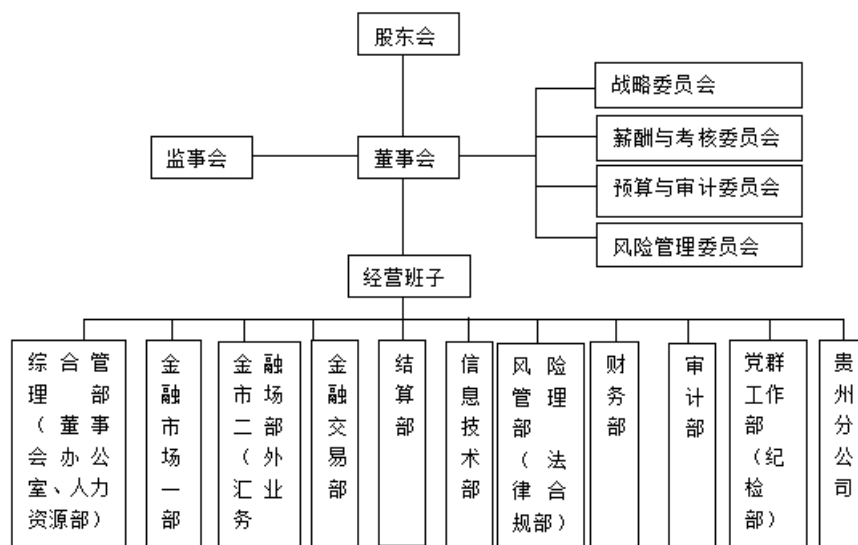 股东会
战略委员会
薪酬与考核委员会
监事会
董事会
预算与审计委员会
风险管理委员会
经营班子
综合管
理部
（董事
会办公
室、人力
资源部）
金
融
市
场
一
部
金融
市场
二部
（外
汇业
务
金
融
交
易
部
结
算
部
信
息
技
术
部
风险
管理
部
（法
律合
规部）
财
务
部
审
计
部
党群
工作
部
（纪
检
部）
贵
州
分
公
司